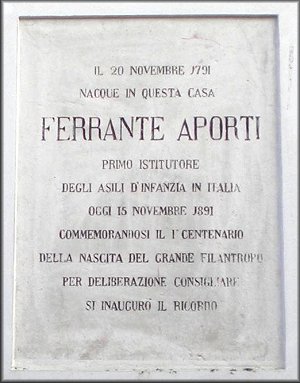 IL 20 NOVEMBRE 1791
NACQUE IN QUESTA CASA
FERRANTE APORTI
PRIMO ISTITUTORE
DEGLI ASILI D'INFANZIA IN ITALIA
OGGI 15 NOVEMBRE 1891
COMMEMORANDOSI IL 1° CENTENARIO
DELLA NASCITA DEL GRANDE FILANTROPO
PER DELIBERAZIONE CONSIGLIARE
SI INAUGURÓ IL RICORDO